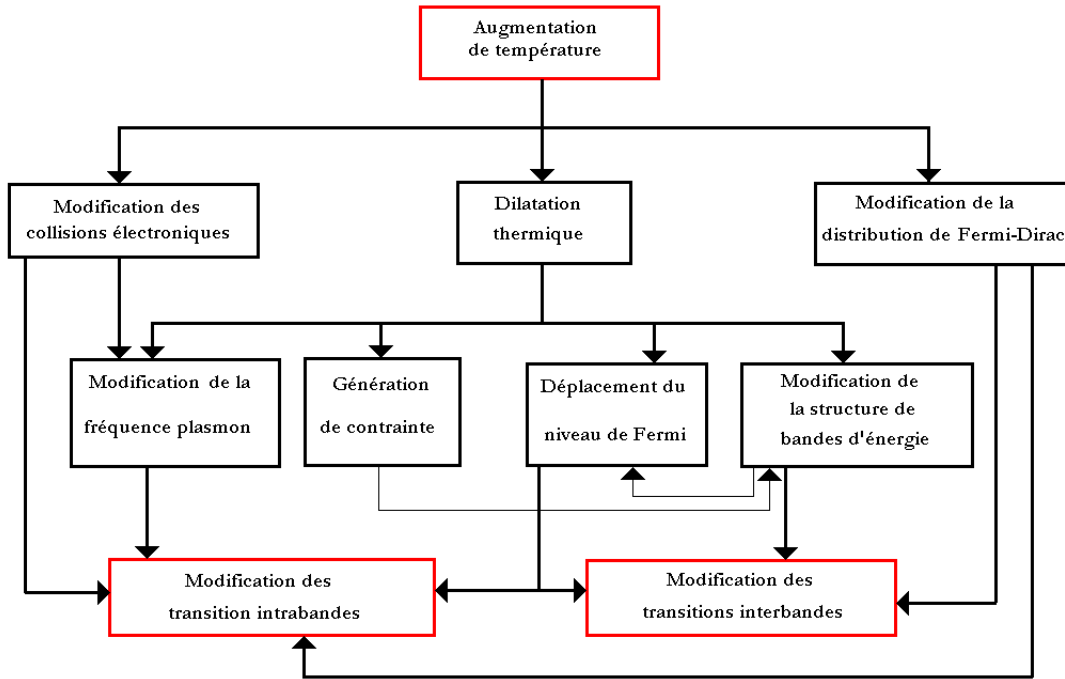 Augmentation
de température
Modification des
collisions électroniques
Dilatation
thermique
Modification de la
distribution de Fermi-Dirac
Modification de la
fréquence plasmon
Génération
de contrainte
Déplacement du
niveau de Fermi
Modification de
la structure de
bandes d'énergie
Modification des
transition intrabandes
Modification des
transitions interbandes